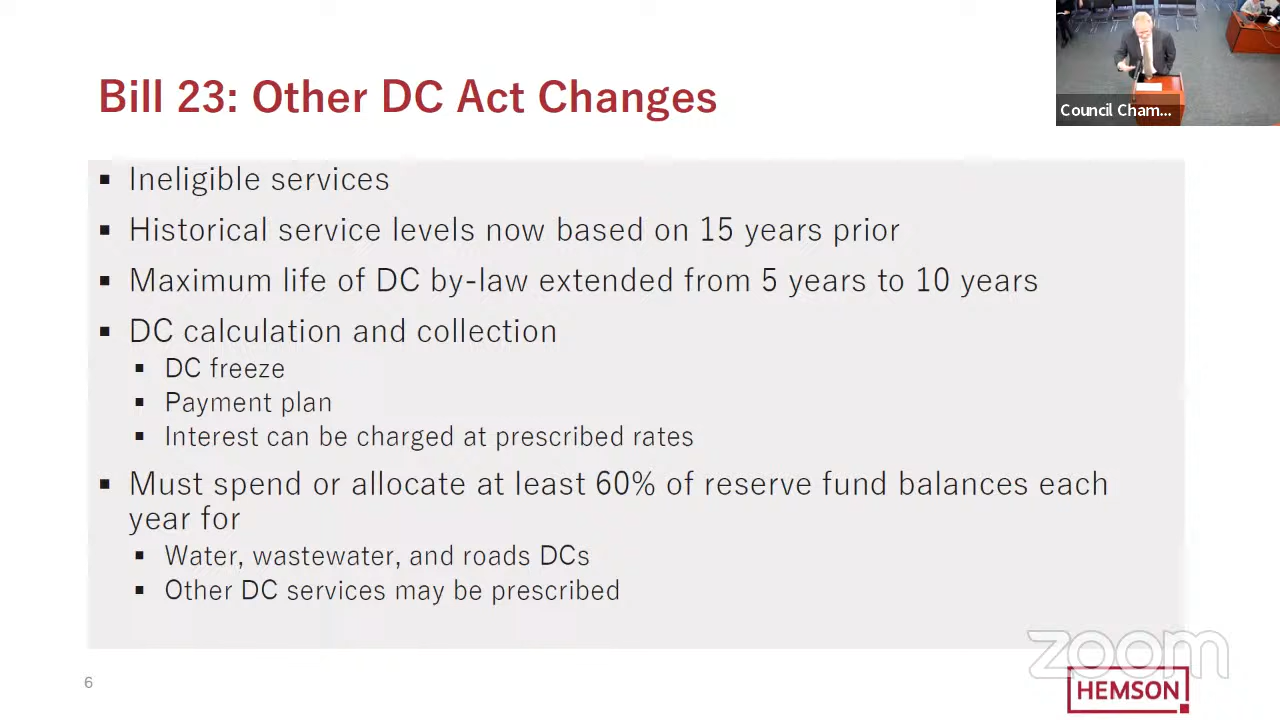 Bill 23: Other DC Act Changes
Council Cham...
▪ Ineligible services
▪ Historical service levels now based on 15 years prior
▪ Maximum life of DC by-law extended from 5 years to 10 years
▪ DC calculation and collection
▪ DC freeze
▪ Payment plan
▪ Interest can be charged at prescribed rates
▪ Must spend or allocate at least 60% of reserve fund balances each
year for
▪ Water, wastewater, and roads DCs
▪ Other DC services may be prescribed
zoom
6
HEMSON